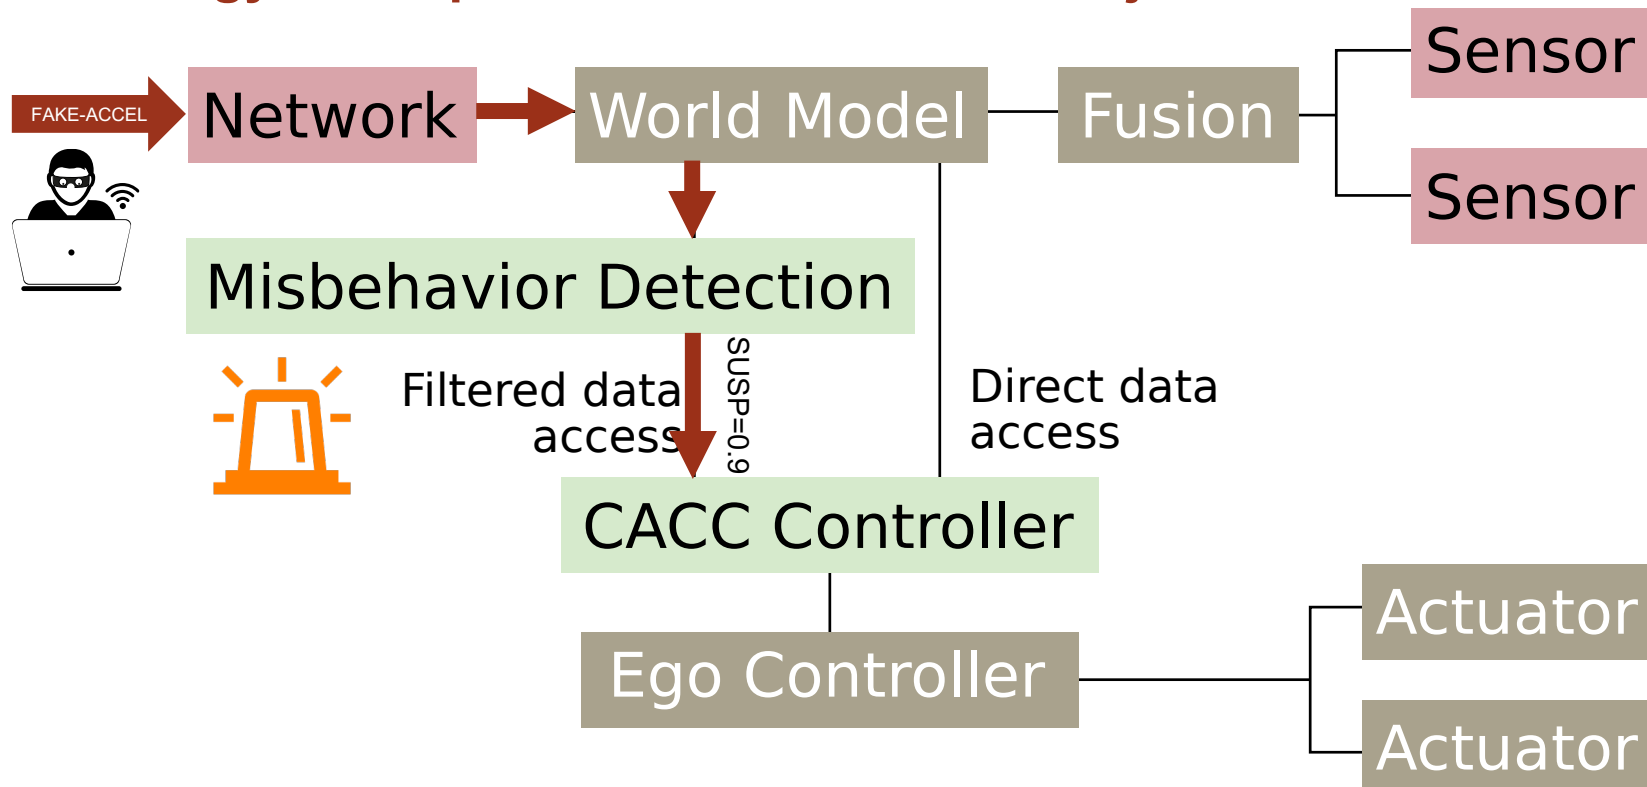 FAKE-ACCEL
Network
World Model
Fusion
Sensor
Sensor
Misbehavior Detection
Filtered data
access
SUSP=0.9
Direct data
access
CACC Controller
Ego Controller
Actuator
Actuator